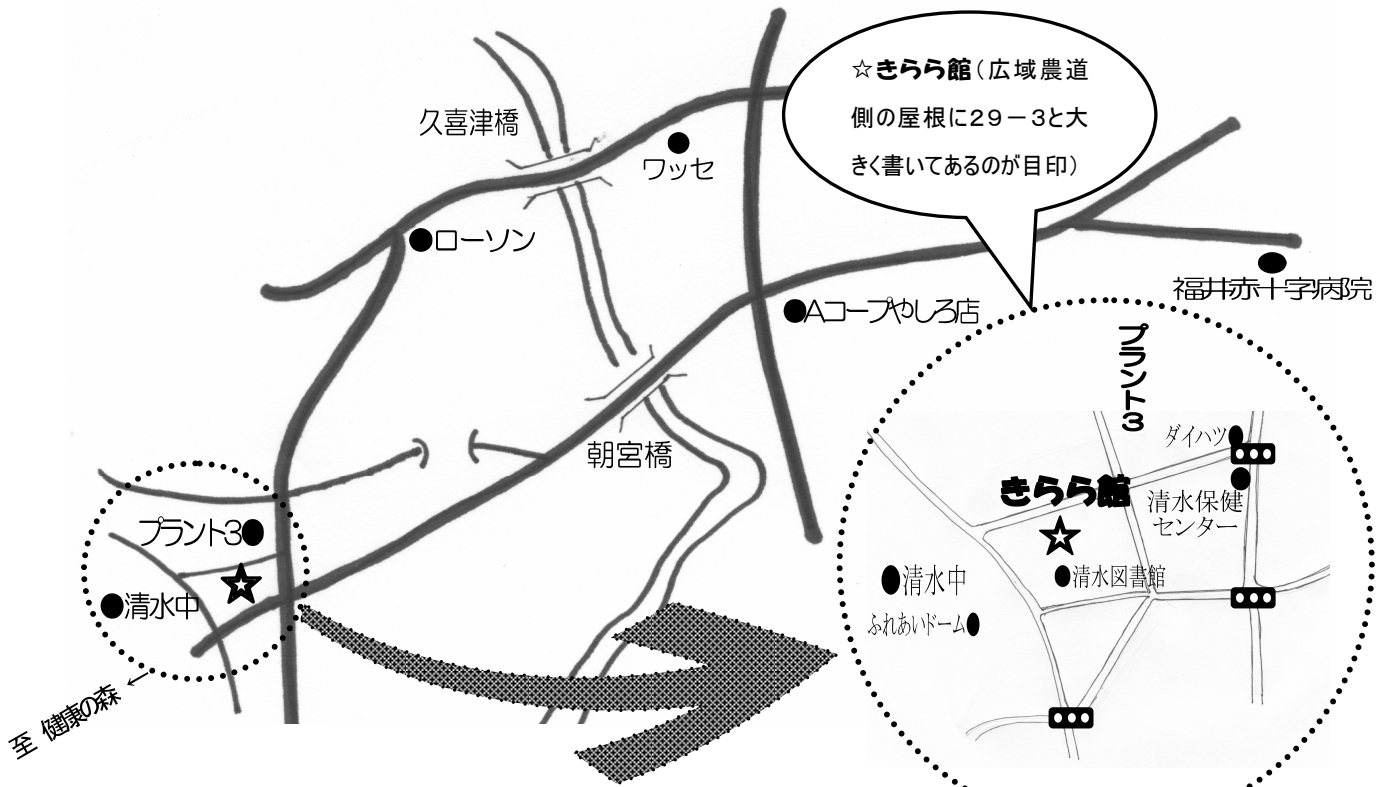 ☆きらら館(広域農道
側の屋根に29-3と大
きく書いてあるのが目印)
久喜津橋
ワッセ
ローソン
福井赤十字病院
Aコープやしろ店
朝宮橋
プラント3
清水中
至 健康の森 ←
プラント3
ダイハツ
きらら館
清水保健
センター
清水図書館
清水中
ふれあいドーム